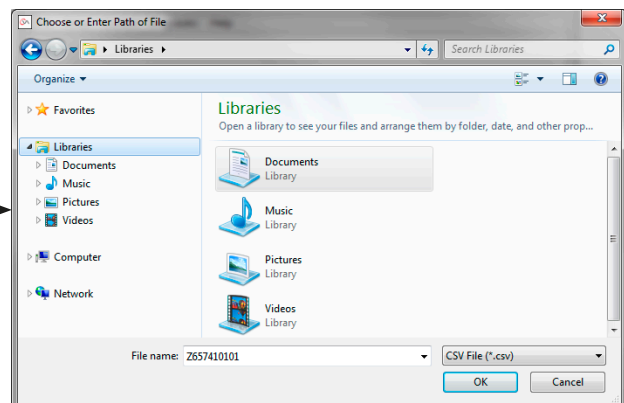 Choose or Enter Path of File
Libraries
Search Libraries
Organize
Favorites
Libraries
Documents
Music
Pictures
Videos
Computer
Network
Libraries
Open a library to see your files and arrange them by folder, date, and other prop...
Documents
Library
Music
Library
Pictures
Library
Videos
Library
File name: Z657410101
CSV File (*.csv)
OK Cancel